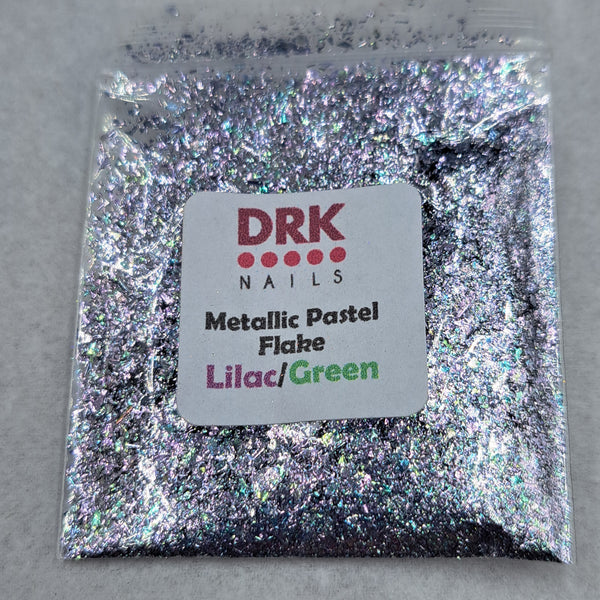 DRK
NAILS
Metallic Pastel
Flake
Lilac/Green